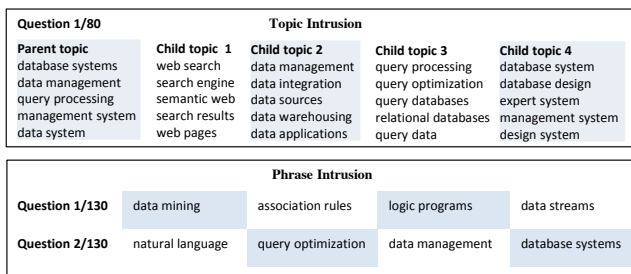 Question 1/80 Topic Intrusion
Parent topic Child topic 1 Child topic 2 Child topic 3 Child topic 4
database systems web search data management query processing database system
data management search engine data integration query optimization database design
query processing semantic web data sources query databases expert system
management system search results data warehousing relational databases management system
data system web pages data applications query data design system
Phrase Intrusion
Question 1/130 data mining association rules logic programs data streams
Question 2/130 natural language query optimization data management database systems